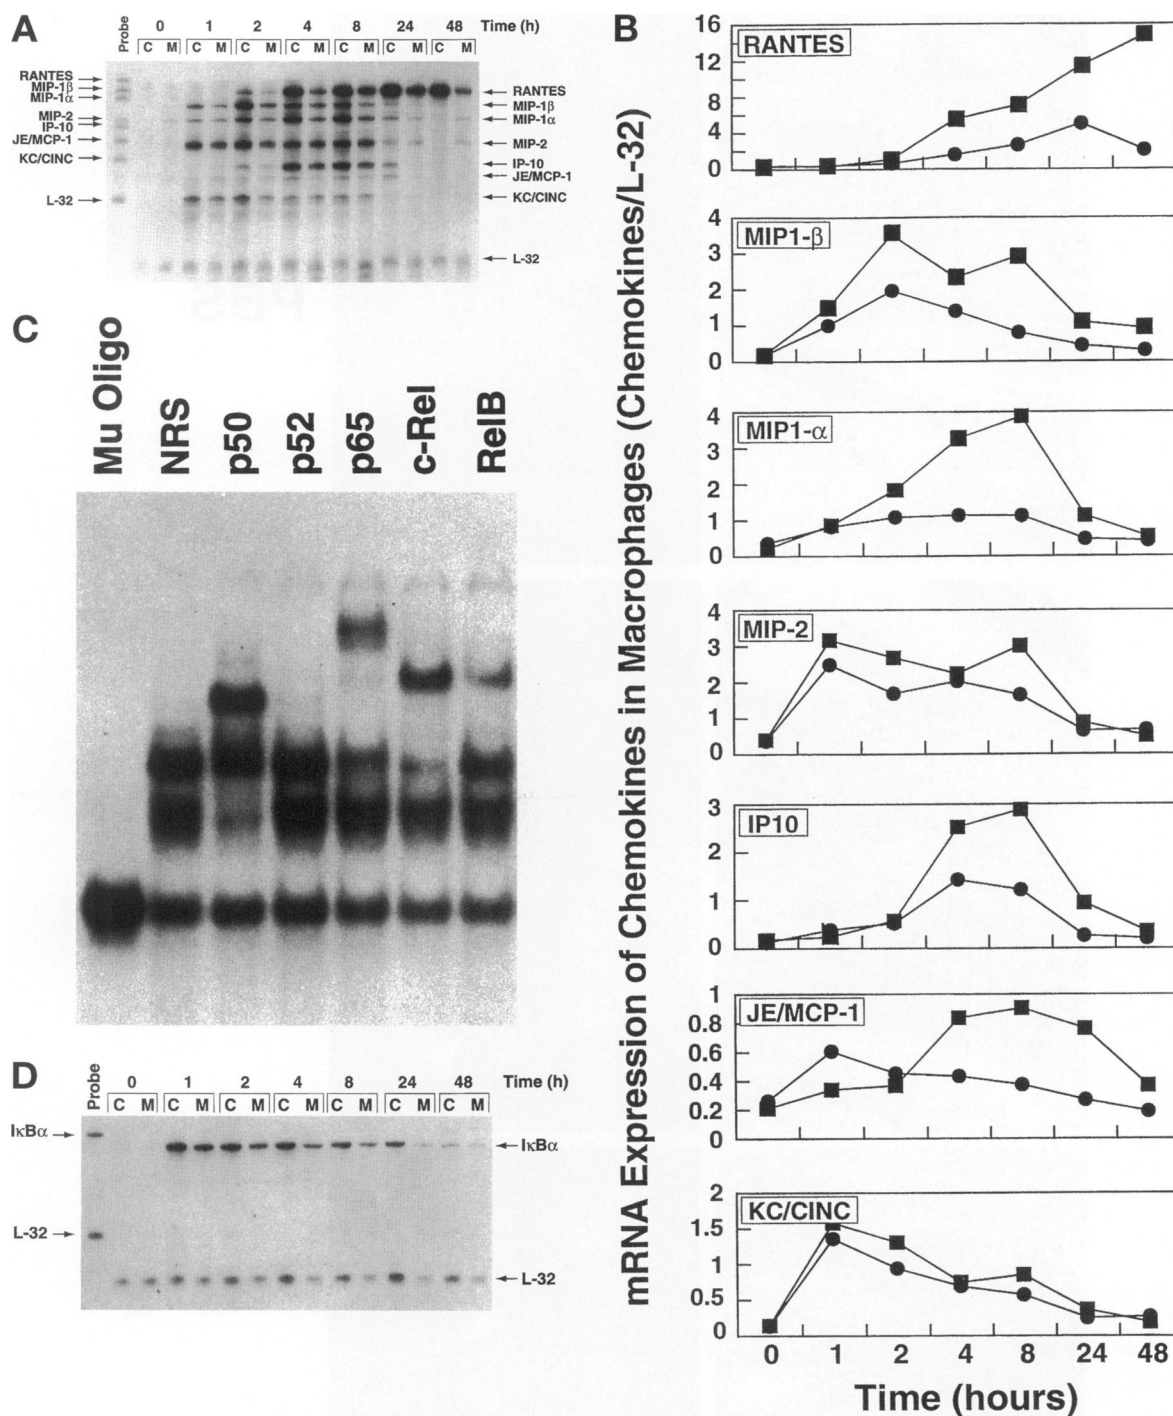 A
0 1 2 4 8 24 48 Time (h)
Probe C M C M C M C M C M C M C M
RANTES
MIP-1β
MIP-1α
MIP-2
IP-10
JE/MCP-1
KC/CINC
L-32
RANTES
MIP-1β
MIP-1α
MIP-2
IP-10
JE/MCP-1
KC/CINC
L-32
C
Mu Oligo
NRS
p50
p52
p65
c-Rel
RelB
D
0 1 2 4 8 24 48 Time (h)
Probe C M C M C M C M C M C M C M
IκBα
L-32
IκBα
L-32
B
mRNA Expression of Chemokines in Macrophages (Chemokines/L-32)
RANTES
16
12
8
4
0
MIP1-β
4
3
2
1
0
MIP1-α
4
3
2
1
0
MIP-2
4
3
2
1
0
IP10
3
2
1
0
JE/MCP-1
1
0.8
0.6
0.4
0.2
0
KC/CINC
2
1.5
1
0.5
0
0 1 2 4 8 24 48
Time (hours)